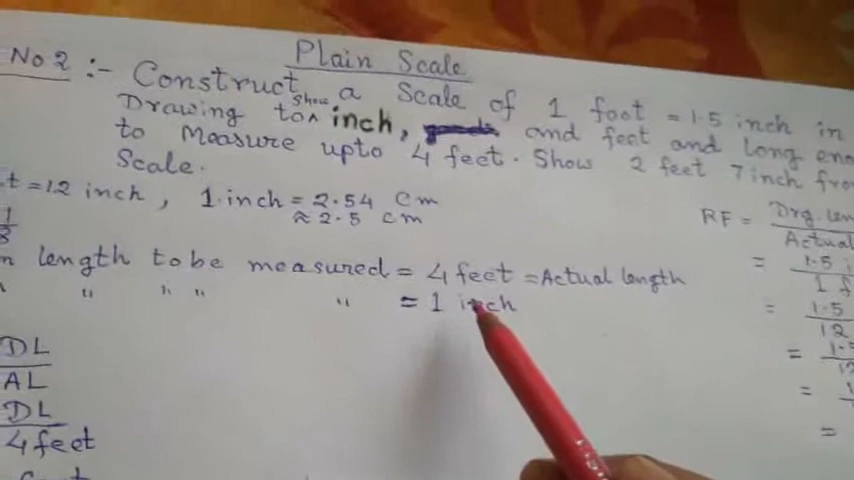 Plain Scale
No 2 :- Construct a Scale of 1 foot = 1.5 inch in
Drawing to show inch, and feet and long eno
to measure upto 4 feet. Show 2 feet 7 inch fro
Scale.
t = 12 inch, 1 inch = 2.54 cm
≈ 2.5 cm
length to be measured = 4 feet = Actual length
" " " " = 1 inch
DL
AL
DL
4 feet
RF = Drg. Len
Actual
= 1.5 i
1 f
= 1.5
12
= 1.5
12
=
=